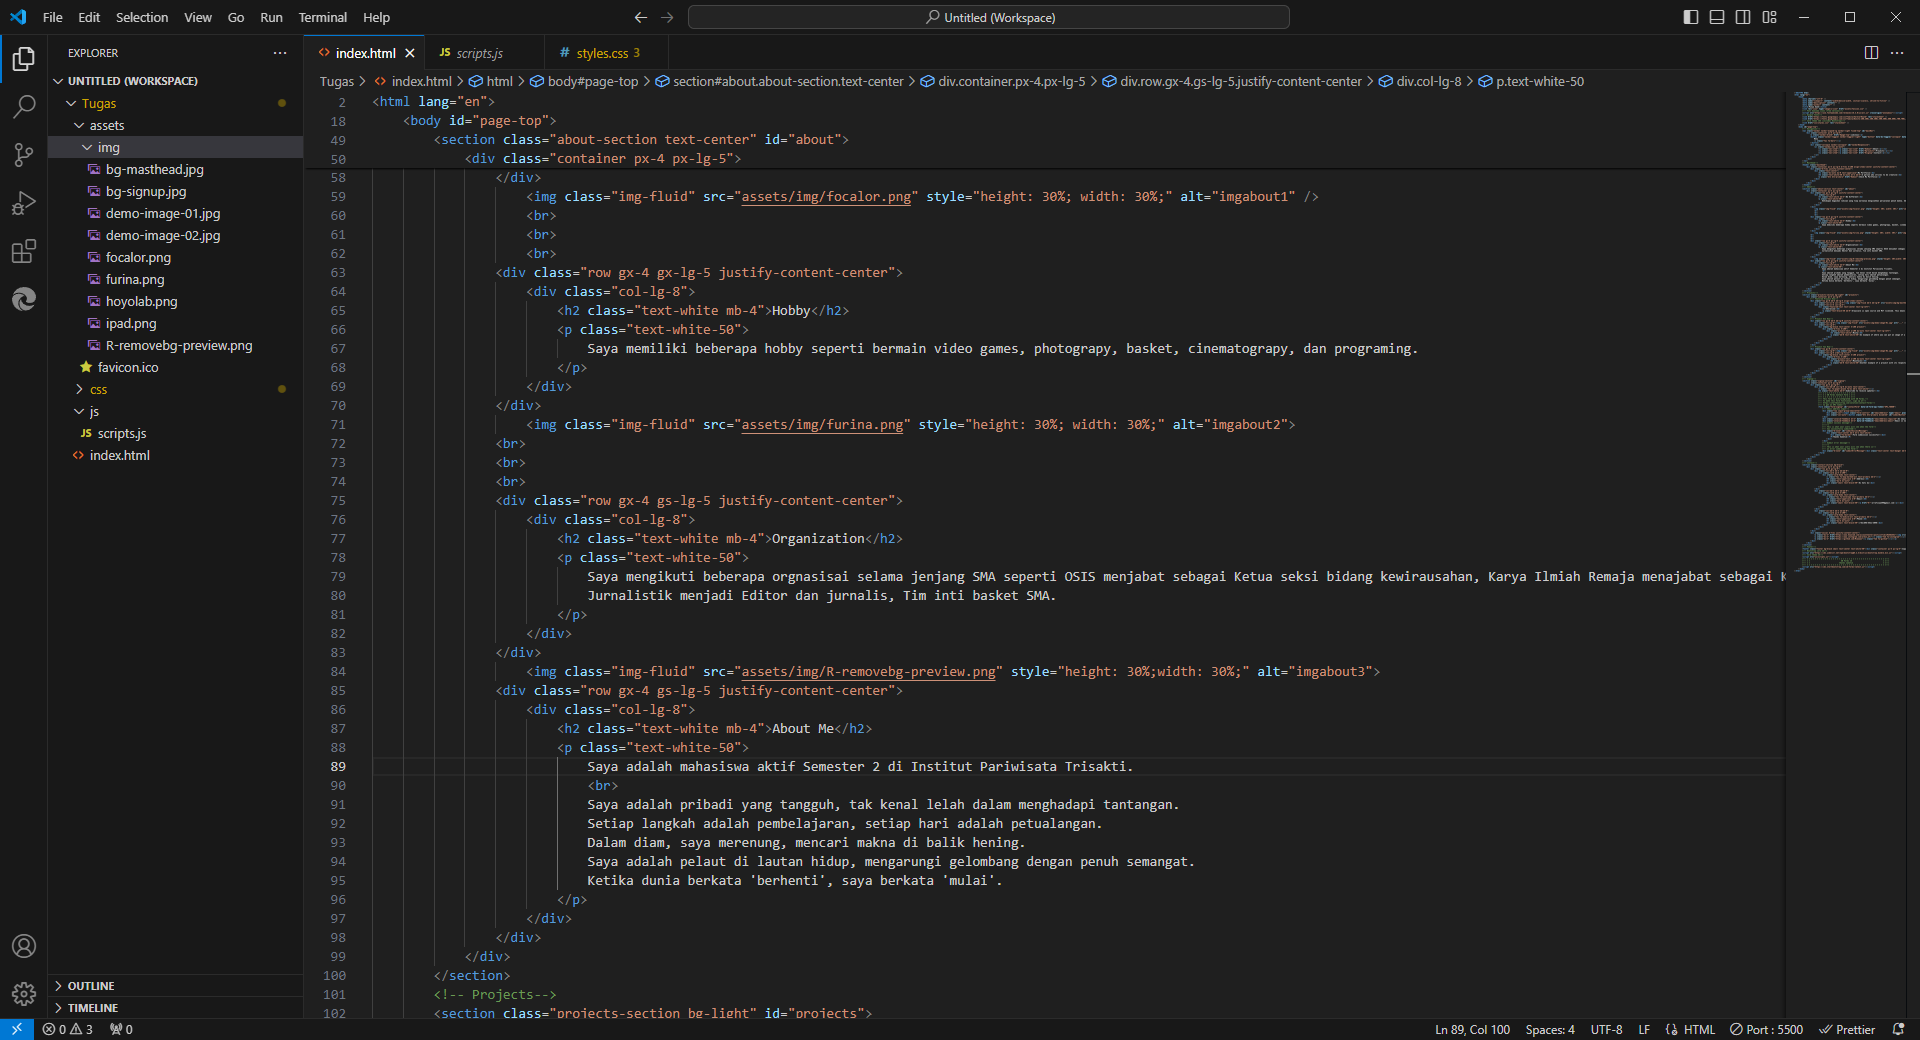 File Edit Selection View Go Run Terminal Help
Untitled (Workspace)
EXPLORER
UNTITLED (WORKSPACE)
Tugas
assets
img
bg-masthead.jpg
bg-signup.jpg
demo-image-01.jpg
demo-image-02.jpg
focalor.png
furina.png
hoyolab.png
ipad.png
R-removebg-preview.png
favicon.ico
css
JS
scripts.js
index.html
OUTLINE
TIMELINE
index.html
JS scripts.js
# styles.css 3
Tugas > index.html > html > body#page-top > section#about.about-section.text-center > div.container.px-4.px-lg-5 > div.row.gx-4.gs-lg-5.justify-content-center > div.col-lg-8 > p.text-white-50
2 <html lang="en">
18 <body id="page-top">
49 <section class="about-section text-center" id="about">
50 <div class="container px-4 px-lg-5">
58 </div>
59 <img class="img-fluid" src="assets/img/focalor.png" style="height: 30%; width: 30%;" alt="imgabout1" />
60 <br>
61 <br>
62 <br>
63 <div class="row gx-4 gx-lg-5 justify-content-center">
64 <div class="col-lg-8">
65 <h2 class="text-white mb-4">Hobby</h2>
66 <p class="text-white-50">
67 Saya memiliki beberapa hobby seperti bermain video games, photograpy, basket, cinematograpy, dan programing.
68 </p>
69 </div>
70 </div>
71 <img class="img-fluid" src="assets/img/furina.png" style="height: 30%; width: 30%;" alt="imgabout2">
72 <br>
73 <br>
74 <br>
75 <div class="row gx-4 gs-lg-5 justify-content-center">
76 <div class="col-lg-8">
77 <h2 class="text-white mb-4">Organization</h2>
78 <p class="text-white-50">
79 Saya mengikuti beberapa orgnasisai selama jenjang SMA seperti OSIS menjabat sebagai Ketua seksi bidang kewirausahan, Karya Ilmiah Remaja menajabat sebagai
80 Jurnalistik menjadi Editor dan jurnalis, Tim inti basket SMA.
81 </p>
82 </div>
83 </div>
84 <img class="img-fluid" src="assets/img/R-removebg-preview.png" style="height: 30%;width: 30%;" alt="imgabout3">
85 <div class="row gx-4 gs-lg-5 justify-content-center">
86 <div class="col-lg-8">
87 <h2 class="text-white mb-4">About Me</h2>
88 <p class="text-white-50">
89 Saya adalah mahasiswa aktif Semester 2 di Institut Pariwisata Trisakti.
90 <br>
91 Saya adalah pribadi yang tangguh, tak kenal lelah dalam menghadapi tantangan.
92 Setiap langkah adalah pembelajaran, setiap hari adalah petualangan.
93 Dalam diam, saya merenung, mencari makna di balik hening.
94 Saya adalah pelaut di lautan hidup, mengarungi gelombang dengan penuh semangat.
95 Ketika dunia berkata 'berhenti', saya berkata 'mulai'.
96 </p>
97 </div>
98 </div>
99 </div>
100 </section>
101 <!-- Projects-->
102 <section class="projects-section bg-light" id="projects">
0 3 0
Ln 89, Col 100 Spaces: 4 UTF-8 LF HTML Port : 5500 Prettier